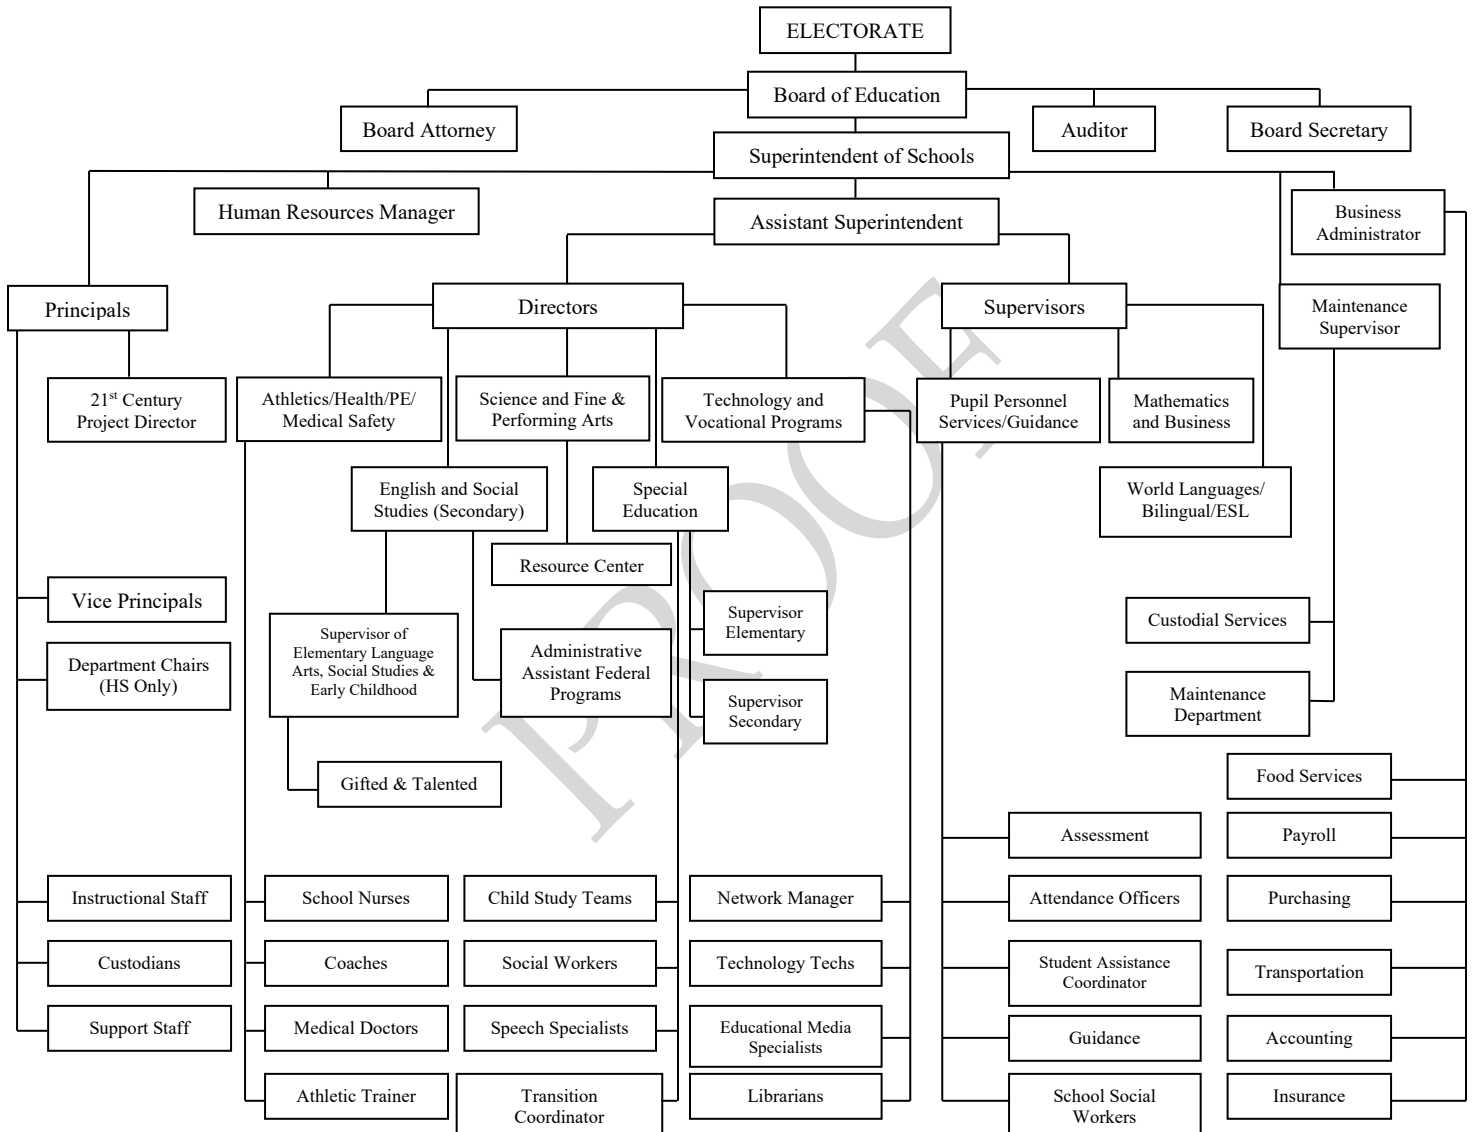 ELECTORATE
Board of Education
Board Attorney
Auditor
Board Secretary
Superintendent of Schools
Human Resources Manager
Assistant Superintendent
Business
Administrator
Principals
Directors
Supervisors
Maintenance
Supervisor
21st Century
Project Director
Athletics/Health/PE/
Medical Safety
Science and Fine &
Performing Arts
Technology and
Vocational Programs
Pupil Personnel
Services/Guidance
Mathematics
and Business
English and Social
Studies (Secondary)
Special
Education
World Languages/
Bilingual/ESL
Resource Center
Vice Principals
Supervisor of
Elementary Language
Arts, Social Studies &
Early Childhood
Administrative
Assistant Federal
Programs
Supervisor
Elementary
Custodial Services
Department Chairs
(HS Only)
Supervisor
Secondary
Maintenance
Department
Gifted & Talented
Food Services
Assessment
Payroll
Instructional Staff
School Nurses
Child Study Teams
Network Manager
Attendance Officers
Purchasing
Custodians
Coaches
Social Workers
Technology Techs
Student Assistance
Coordinator
Transportation
Support Staff
Medical Doctors
Speech Specialists
Educational Media
Specialists
Guidance
Accounting
Athletic Trainer
Transition
Coordinator
Librarians
School Social
Workers
Insurance
PROOF